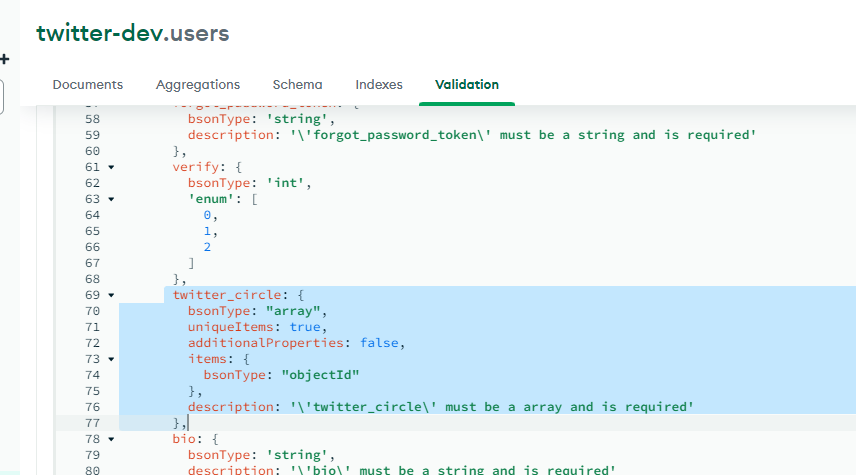 twitter-dev.users
Documents Aggregations Schema Indexes Validation
58 bsonType: 'string',
59 description: '\'forgot_password_token\' must be a string and is required'
60 },
61 verify: {
62 bsonType: 'int',
63 'enum': [
64 0,
65 1,
66 2
67 ]
68 },
69 twitter_circle: {
70 bsonType: "array",
71 uniqueItems: true,
72 additionalProperties: false,
73 items: {
74 bsonType: "objectId"
75 },
76 description: '\'twitter_circle\' must be a array and is required'
77 },
78 bio: {
79 bsonType: 'string',
80 description: '\'bio\' must be a string and is required'